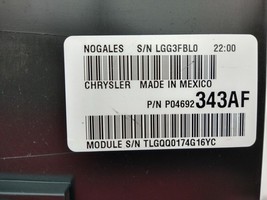 NOGALES S/N LGG3FBL0 22:00
CHRYSLER MADE IN MEXICO
P/N P04692343AF
MODULE S/N TLGQQ0174G16YC